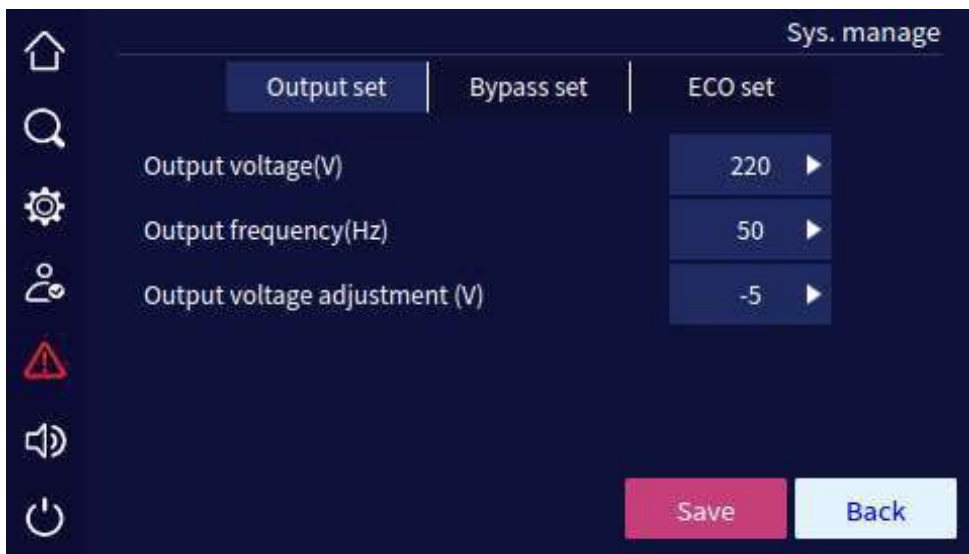 Sys. manage
Output set Bypass set ECO set
Output voltage(V) 220
Output frequency(Hz) 50
Output voltage adjustment (V) -5
Save Back